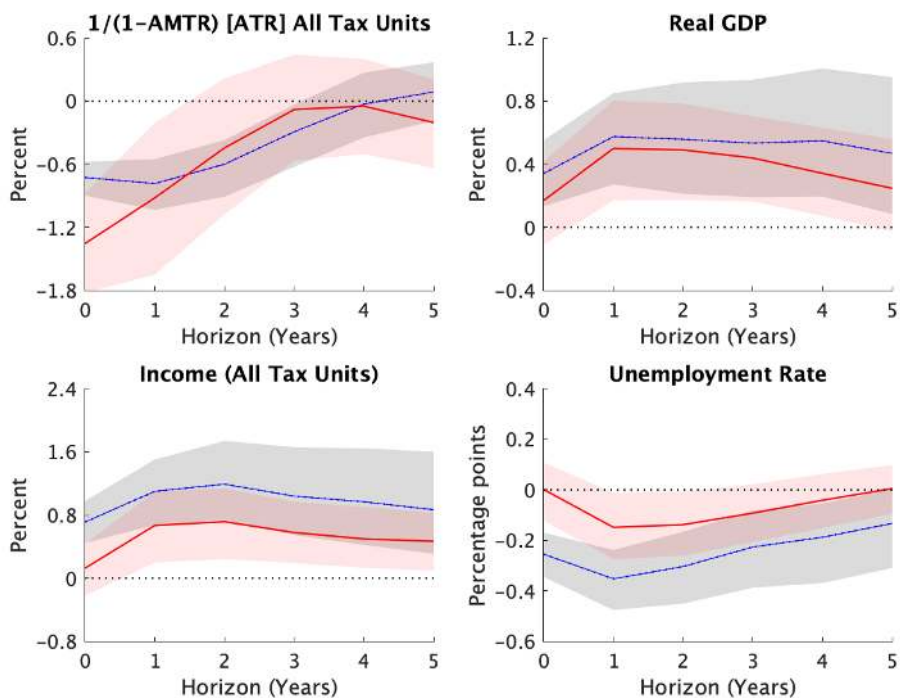 1/(1-AMTR) [ATR] All Tax Units
Percent
0.6
0
-0.6
-1.2
-1.8
0 1 2 3 4 5
Horizon (Years)
Real GDP
Percent
1.2
0.8
0.4
0
-0.4
0 1 2 3 4 5
Horizon (Years)
Income (All Tax Units)
Percent
2.4
1.6
0.8
0
-0.8
0 1 2 3 4 5
Horizon (Years)
Unemployment Rate
Percentage points
0.4
0.2
0
-0.2
-0.4
-0.6
0 1 2 3 4 5
Horizon (Years)